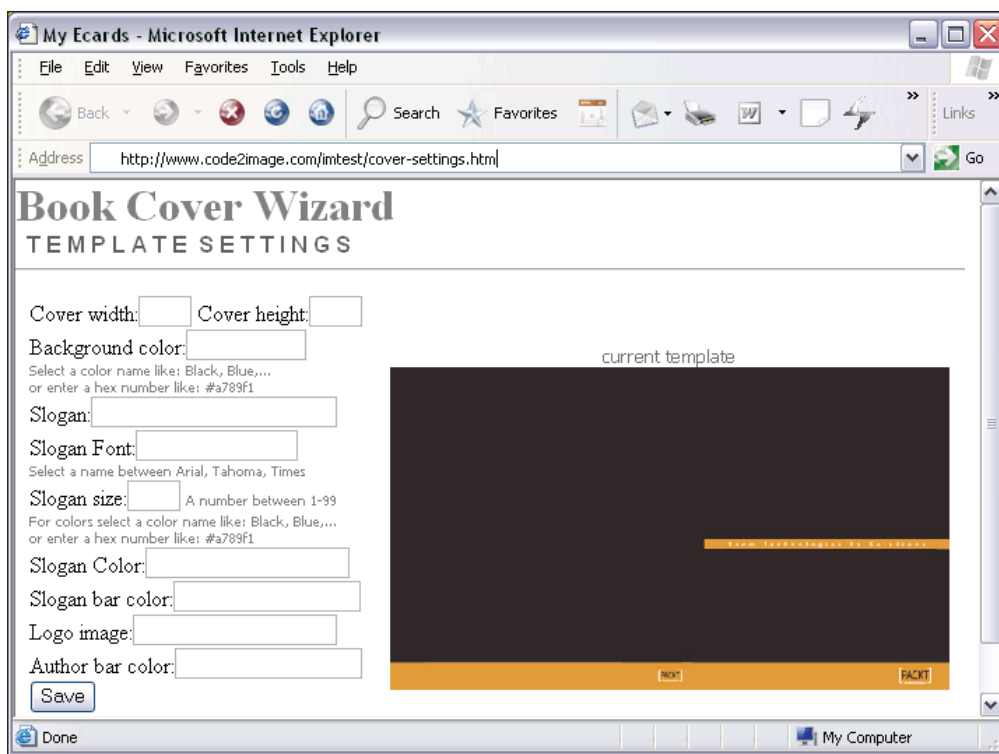 My Ecards - Microsoft Internet Explorer
File Edit View Favorites Tools Help
Back Search Favorites W Links
Address http://www.code2image.com/imtest/cover-settings.htm Go
Book Cover Wizard
TEMPLATE SETTINGS
Cover width: Cover height:
Background color:
Select a color name like: Black, Blue,...
or enter a hex number like: #a789f1
Slogan:
Slogan Font:
Select a name between Arial, Tahoma, Times
Slogan size: A number between 1-99
For colors select a color name like: Black, Blue,...
or enter a hex number like: #a789f1
Slogan Color:
Slogan bar color:
Logo image:
Author bar color:
Save
current template
PACKT PACKT
Done My Computer